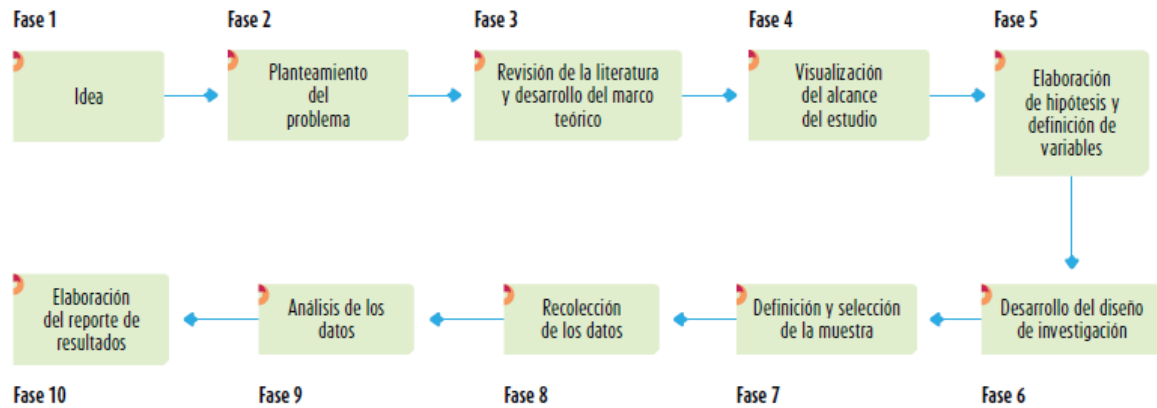 Fase 1
Idea
Fase 2
Planteamiento
del
problema
Fase 3
Revisión de la literatura
y desarrollo del marco
teórico
Fase 4
Visualización
del alcance
del estudio
Fase 5
Elaboración
de hipótesis y
definición de
variables
Desarrollo del diseño
de investigación
Fase 6
Definición y selección
de la muestra
Fase 7
Recolección
de los datos
Fase 8
Análisis de los
datos
Fase 9
Elaboración
del reporte de
resultados
Fase 10